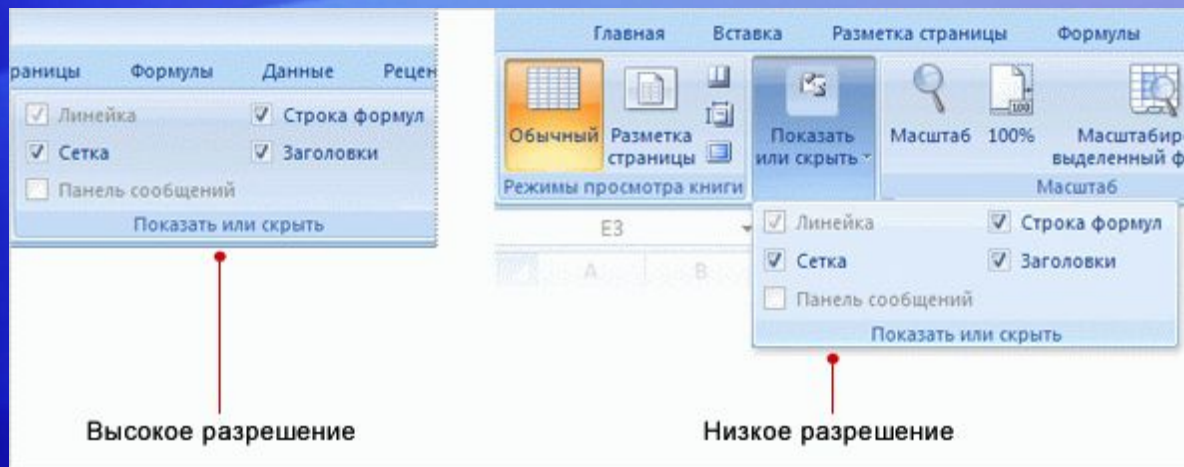 раницы Формулы Данные Рецен
Линейка Строка формул
Сетка Заголовки
Панель сообщений
Показать или скрыть
Высокое разрешение
Главная Вставка Разметка страницы Формулы
Обычный Разметка страницы Показать или скрыть Масштаб 100% Масштабир выделенный ф
100
Режимы просмотра книги Масштаб
E3
A B
Линейка Строка формул
Сетка Заголовки
Панель сообщений
Показать или скрыть
Низкое разрешение